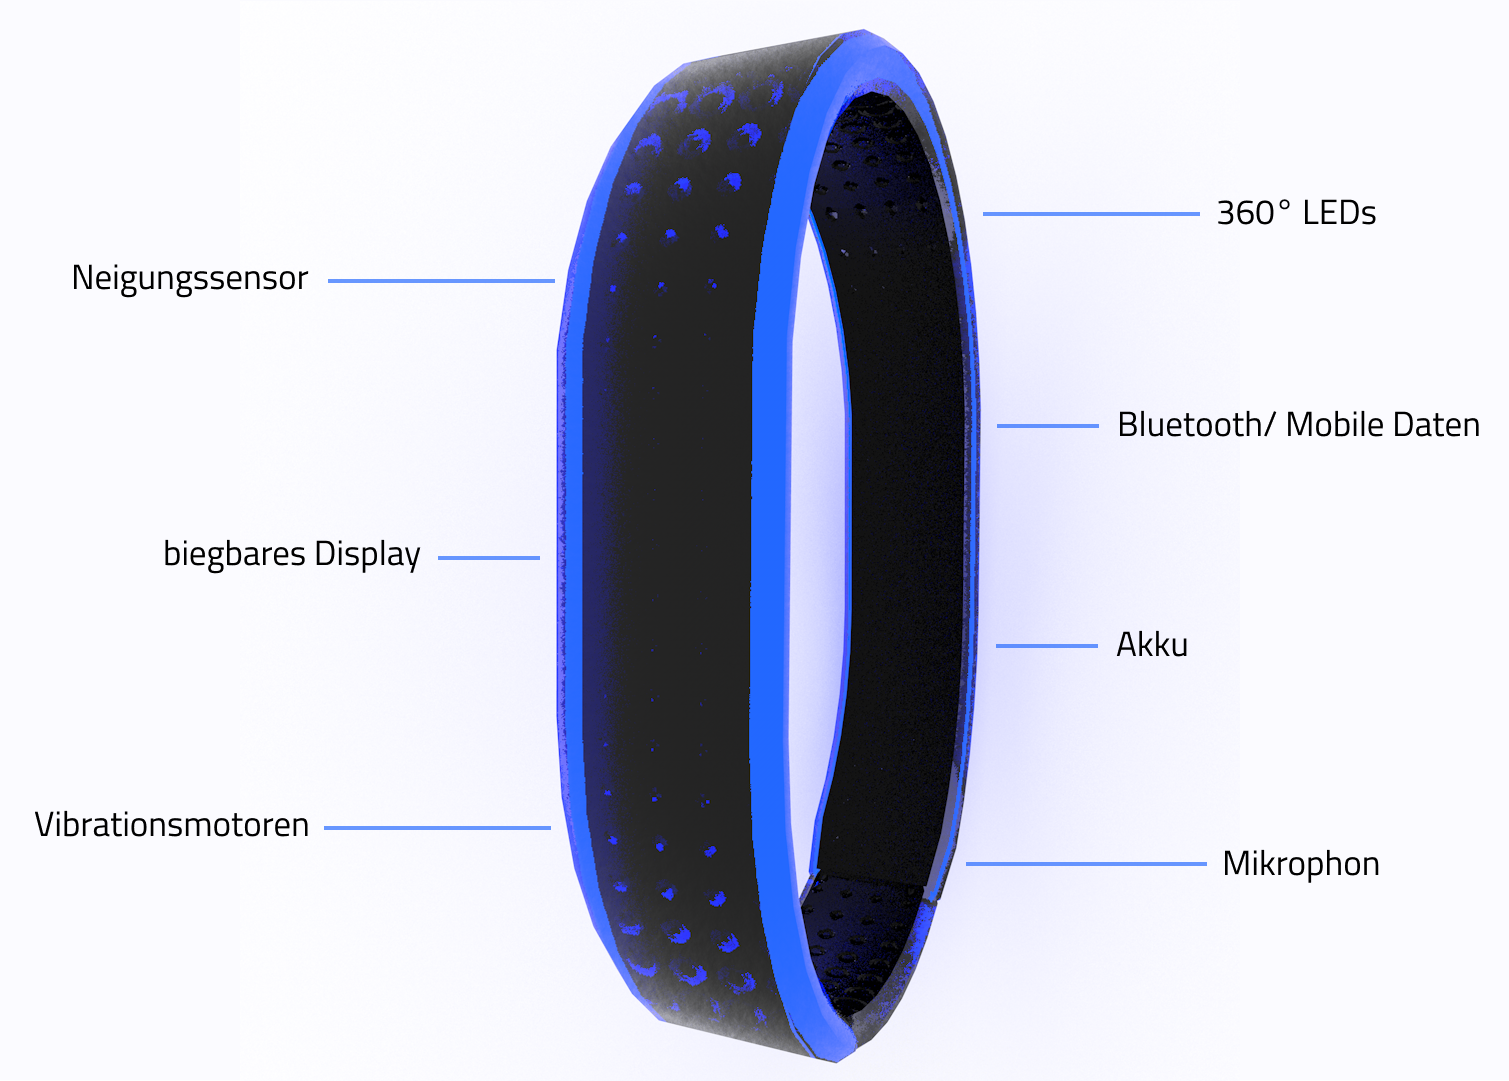 360° LEDs
Neigungssensor
Bluetooth/ Mobile Daten
biegbares Display
Akku
Vibrationsmotoren
Mikrophon